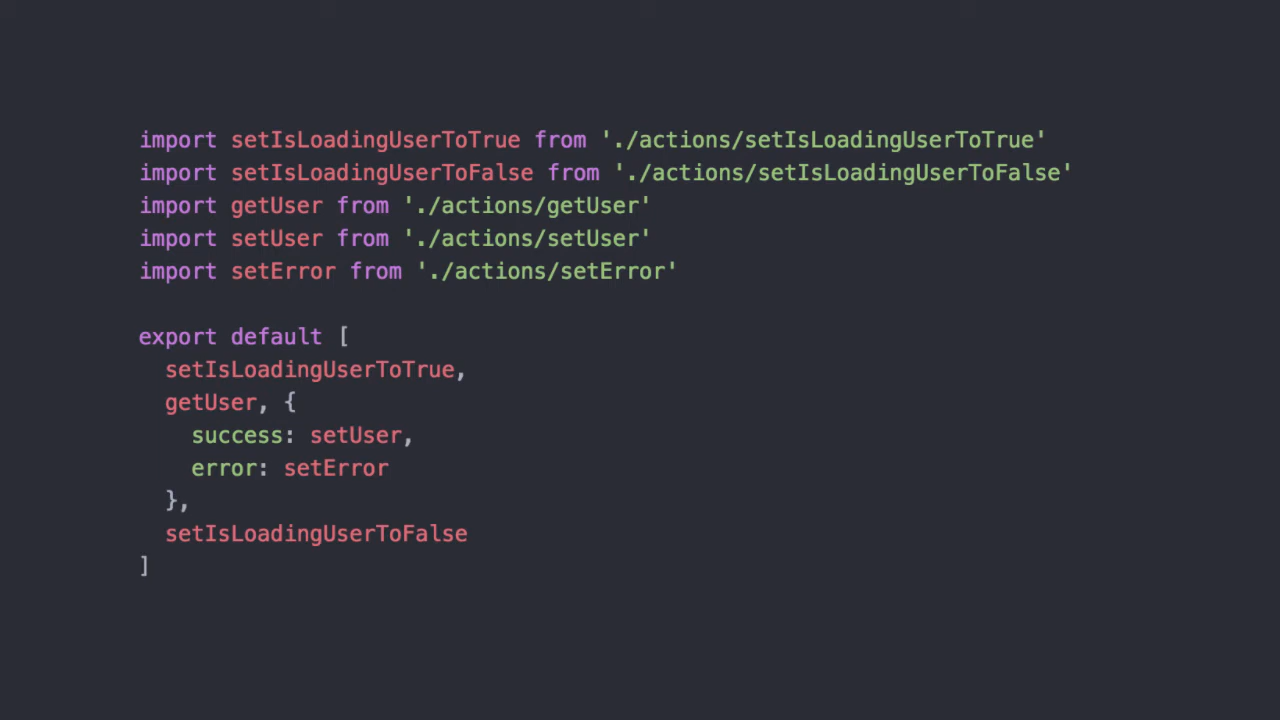 import setIsLoadingUserToTrue from './actions/setIsLoadingUserToTrue'
import setIsLoadingUserToFalse from './actions/setIsLoadingUserToFalse'
import getUser from './actions/getUser'
import setUser from './actions/setUser'
import setError from './actions/setError'

export default [
  setIsLoadingUserToTrue,
  getUser, {
    success: setUser,
    error: setError
  },
  setIsLoadingUserToFalse
]